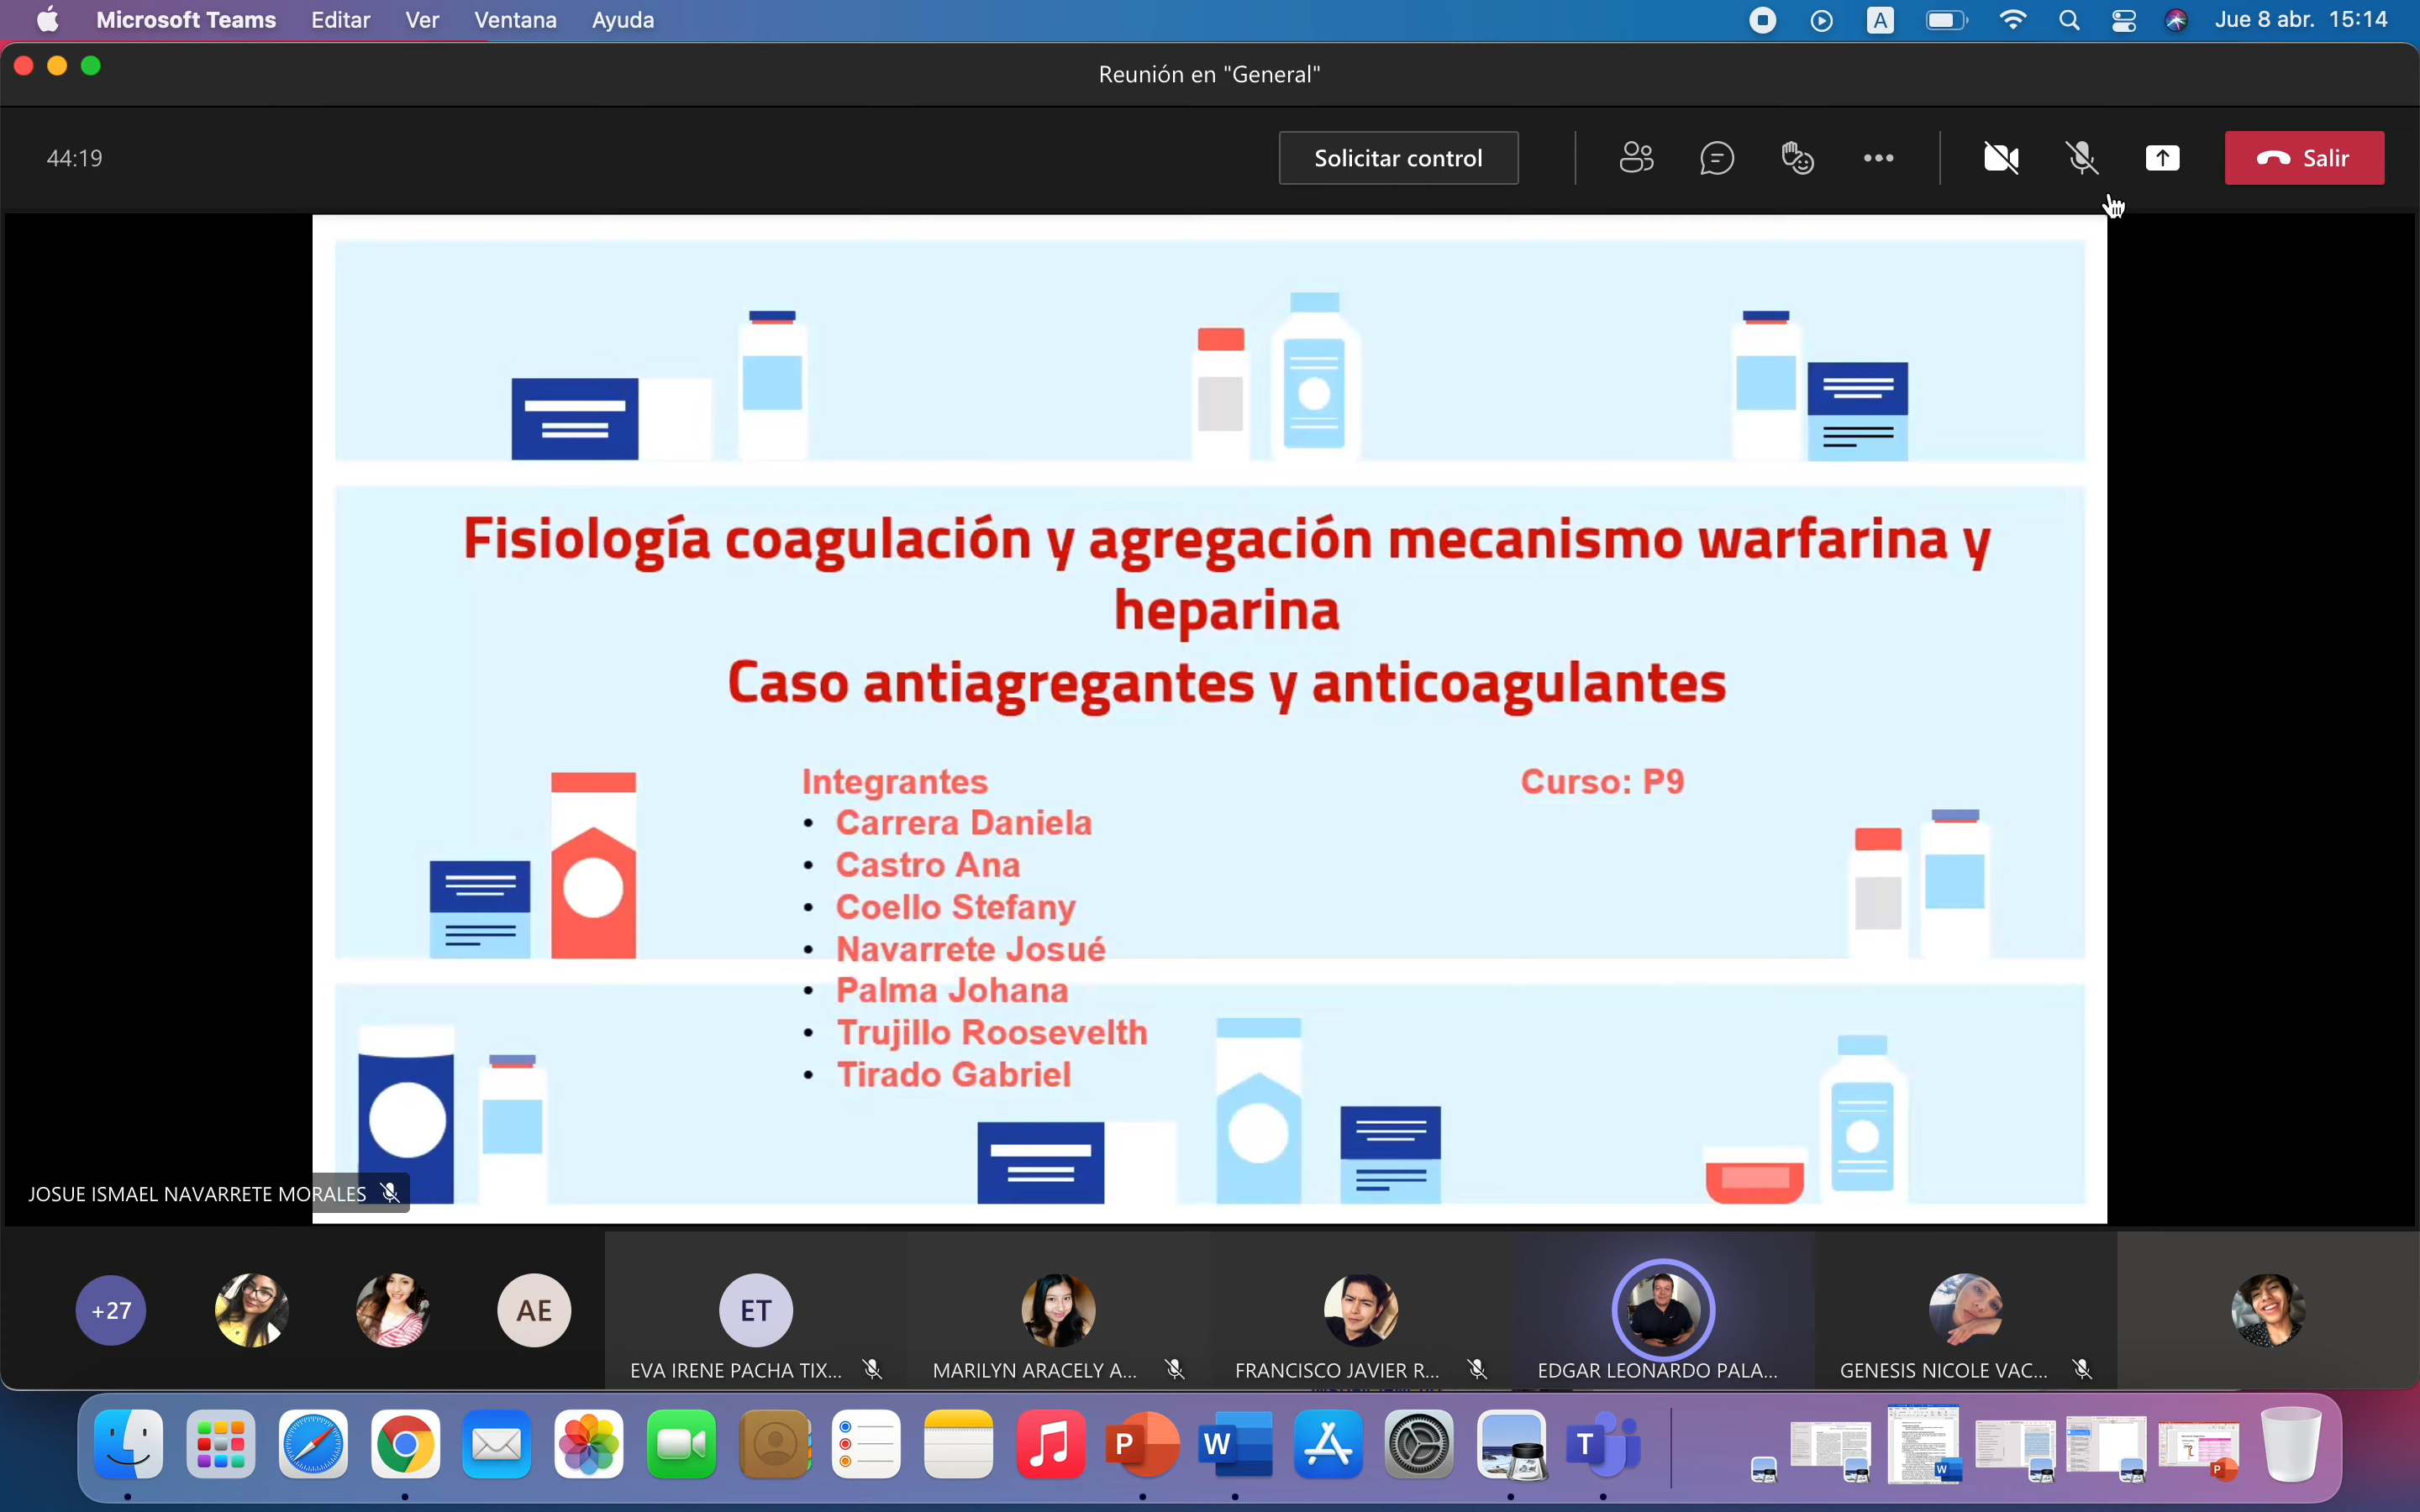 Microsoft Teams Editar Ver Ventana Ayuda A Jue 8 abr. 15:14
Reunión en "General"
44:19 Solicitar control Salir
Fisiología coagulación y agregación mecanismo warfarina y
heparina
Caso antiagregantes y anticoagulantes
Integrantes
• Carrera Daniela
• Castro Ana
• Coello Stefany
• Navarrete Josué
• Palma Johana
• Trujillo Roosevelth
• Tirado Gabriel
Curso: P9
JOSUE ISMAEL NAVARRETE MORALES
+27 AE ET
EVA IRENE PACHA TIX... MARILYN ARACELY A... FRANCISCO JAVIER R... EDGAR LEONARDO PALA... GENESIS NICOLE VAC...
P W T W P